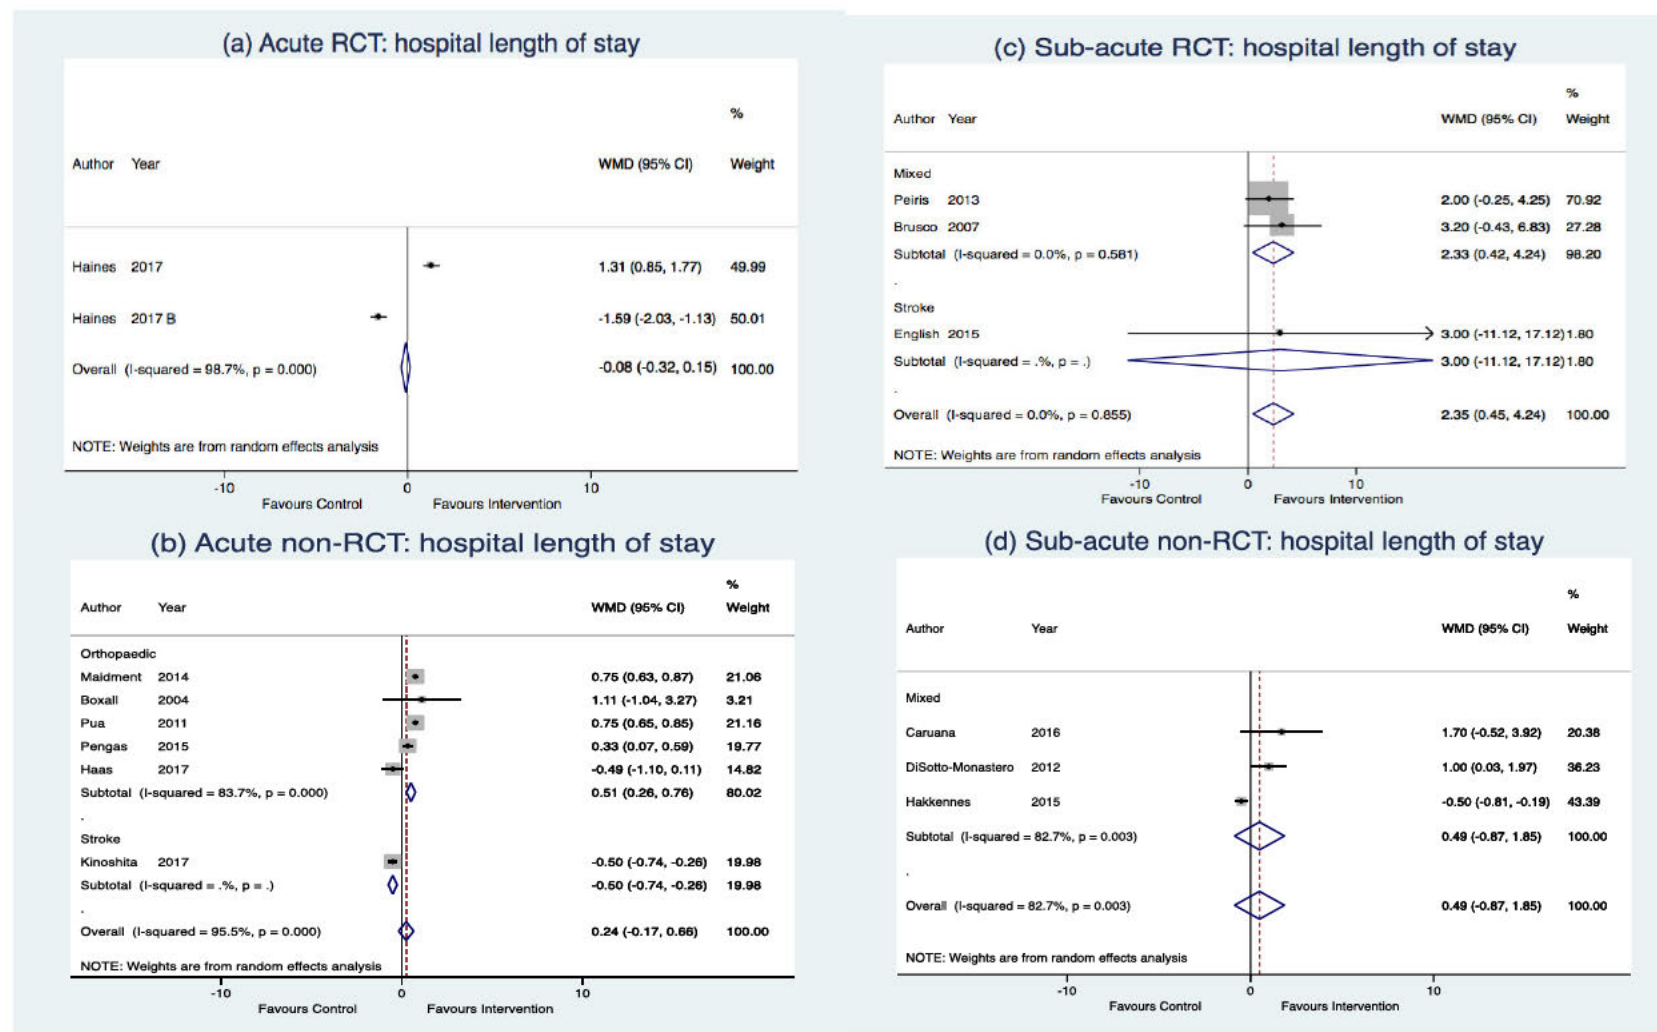 (a) Acute RCT: hospital length of stay
%
Author Year WMD (95% CI) Weight
Haines 2017 1.31 (0.85, 1.77) 49.99
Haines 2017 B -1.59 (-2.03, -1.13) 50.01
Overall (I-squared = 98.7%, p = 0.000) -0.08 (-0.32, 0.15) 100.00
NOTE: Weights are from random effects analysis
-10 0 10
Favours Control Favours Intervention
(b) Acute non-RCT: hospital length of stay
%
Author Year WMD (95% CI) Weight
Orthopaedic
Maidment 2014 0.75 (0.63, 0.87) 21.06
Boxall 2004 1.11 (-1.04, 3.27) 3.21
Pua 2011 0.75 (0.65, 0.85) 21.16
Pengas 2015 0.33 (0.07, 0.59) 19.77
Haas 2017 -0.49 (-1.10, 0.11) 14.82
Subtotal (I-squared = 83.7%, p = 0.000) 0.51 (0.26, 0.76) 80.02
.
Stroke
Kinoshita 2017 -0.50 (-0.74, -0.26) 19.98
Subtotal (I-squared = .%, p = .) -0.50 (-0.74, -0.26) 19.98
.
Overall (I-squared = 95.5%, p = 0.000) 0.24 (-0.17, 0.66) 100.00
NOTE: Weights are from random effects analysis
-10 0 10
Favours Control Favours Intervention
(c) Sub-acute RCT: hospital length of stay
%
Author Year WMD (95% CI) Weight
Mixed
Peiris 2013 2.00 (-0.25, 4.25) 70.92
Brusco 2007 3.20 (-0.43, 6.83) 27.28
Subtotal (I-squared = 0.0%, p = 0.581) 2.33 (0.42, 4.24) 98.20
.
Stroke
English 2015 3.00 (-11.12, 17.12) 1.80
Subtotal (I-squared = .%, p = .) 3.00 (-11.12, 17.12) 1.80
.
Overall (I-squared = 0.0%, p = 0.855) 2.35 (0.45, 4.24) 100.00
NOTE: Weights are from random effects analysis
-10 0 10
Favours Control Favours Intervention
(d) Sub-acute non-RCT: hospital length of stay
%
Author Year WMD (95% CI) Weight
Mixed
Caruana 2016 1.70 (-0.52, 3.92) 20.38
DiSotto-Monastero 2012 1.00 (0.03, 1.97) 36.23
Hakkennes 2015 -0.50 (-0.81, -0.19) 43.39
Subtotal (I-squared = 82.7%, p = 0.003) 0.49 (-0.87, 1.85) 100.00
.
Overall (I-squared = 82.7%, p = 0.003) 0.49 (-0.87, 1.85) 100.00
NOTE: Weights are from random effects analysis
-10 0 10
Favours Control Favours Intervention